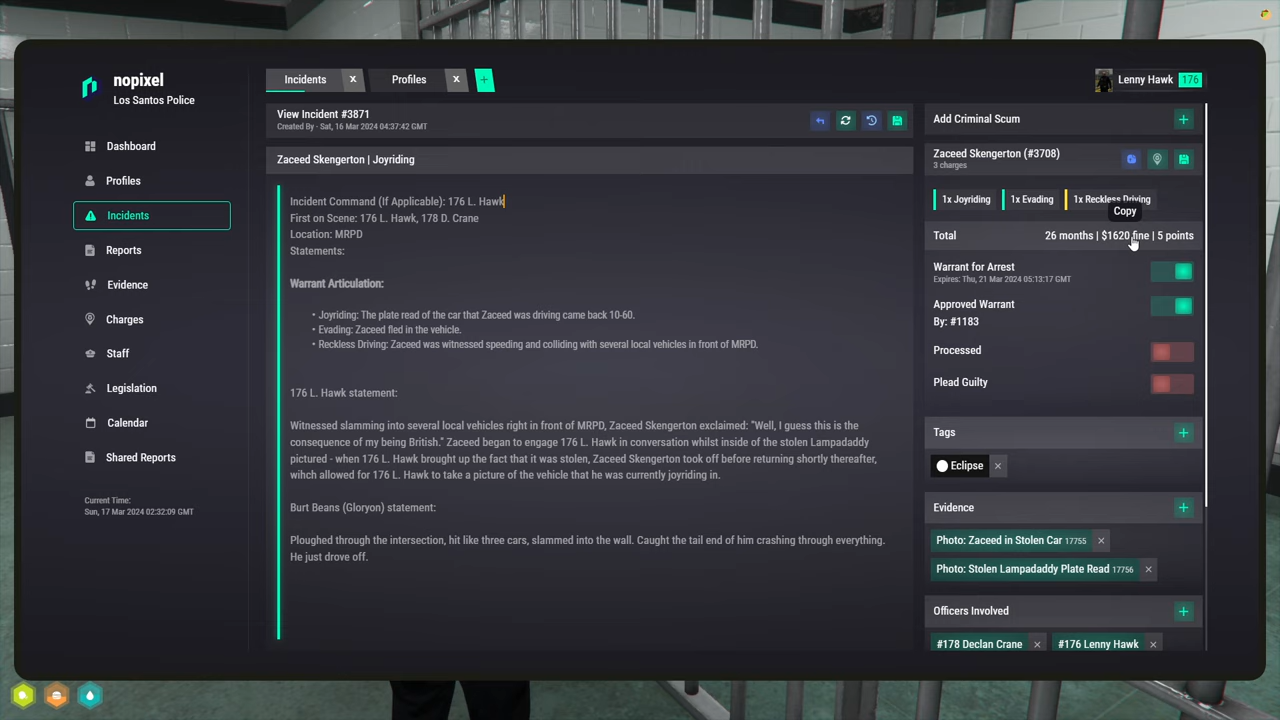 nopixel
Los Santos Police
Dashboard
Profiles
Incidents
Reports
Evidence
Charges
Staff
Legislation
Calendar
Shared Reports
Current Time:
Sun, 17 Mar 2024 02:32:09 GMT
Incidents x
Profiles x
+
Lenny Hawk 176
View Incident #3871
Created By - Sat, 16 Mar 2024 04:37:42 GMT
Zaceed Skengerton | Joyriding
Incident Command (If Applicable): 176 L. Hawk
First on Scene: 176 L. Hawk, 178 D. Crane
Location: MRPD
Statements:
Warrant Articulation:
• Joyriding: The plate read of the car that Zaceed was driving came back 10-60.
• Evading: Zaceed fled in the vehicle.
• Reckless Driving: Zaceed was witnessed speeding and colliding with several local vehicles in front of MRPD.
176 L. Hawk statement:
Witnessed slamming into several local vehicles right in front of MRPD, Zaceed Skengerton exclaimed: "Well, I guess this is the
consequence of my being British." Zaceed began to engage 176 L. Hawk in conversation whilst inside of the stolen Lampadaddy
pictured - when 176 L. Hawk brought up the fact that it was stolen, Zaceed Skengerton took off before returning shortly thereafter,
wihch allowed for 176 L. Hawk to take a picture of the vehicle that he was currently joyriding in.
Burt Beans (Gloryon) statement:
Ploughed through the intersection, hit like three cars, slammed into the wall. Caught the tail end of him crashing through everything.
He just drove off.
Add Criminal Scum +
Zaceed Skengerton (#3708)
3 charges
1x Joyriding 1x Evading 1x Reckless Driving
Copy
Total 26 months | $1620 fine | 5 points
Warrant for Arrest
Expires: Thu, 21 Mar 2024 05:13:17 GMT
Approved Warrant
By: #1183
Processed
Plead Guilty
Tags +
Eclipse ×
Evidence +
Photo: Zaceed in Stolen Car 17755 ×
Photo: Stolen Lampadaddy Plate Read 17756 ×
Officers Involved +
#178 Declan Crane × #176 Lenny Hawk ×